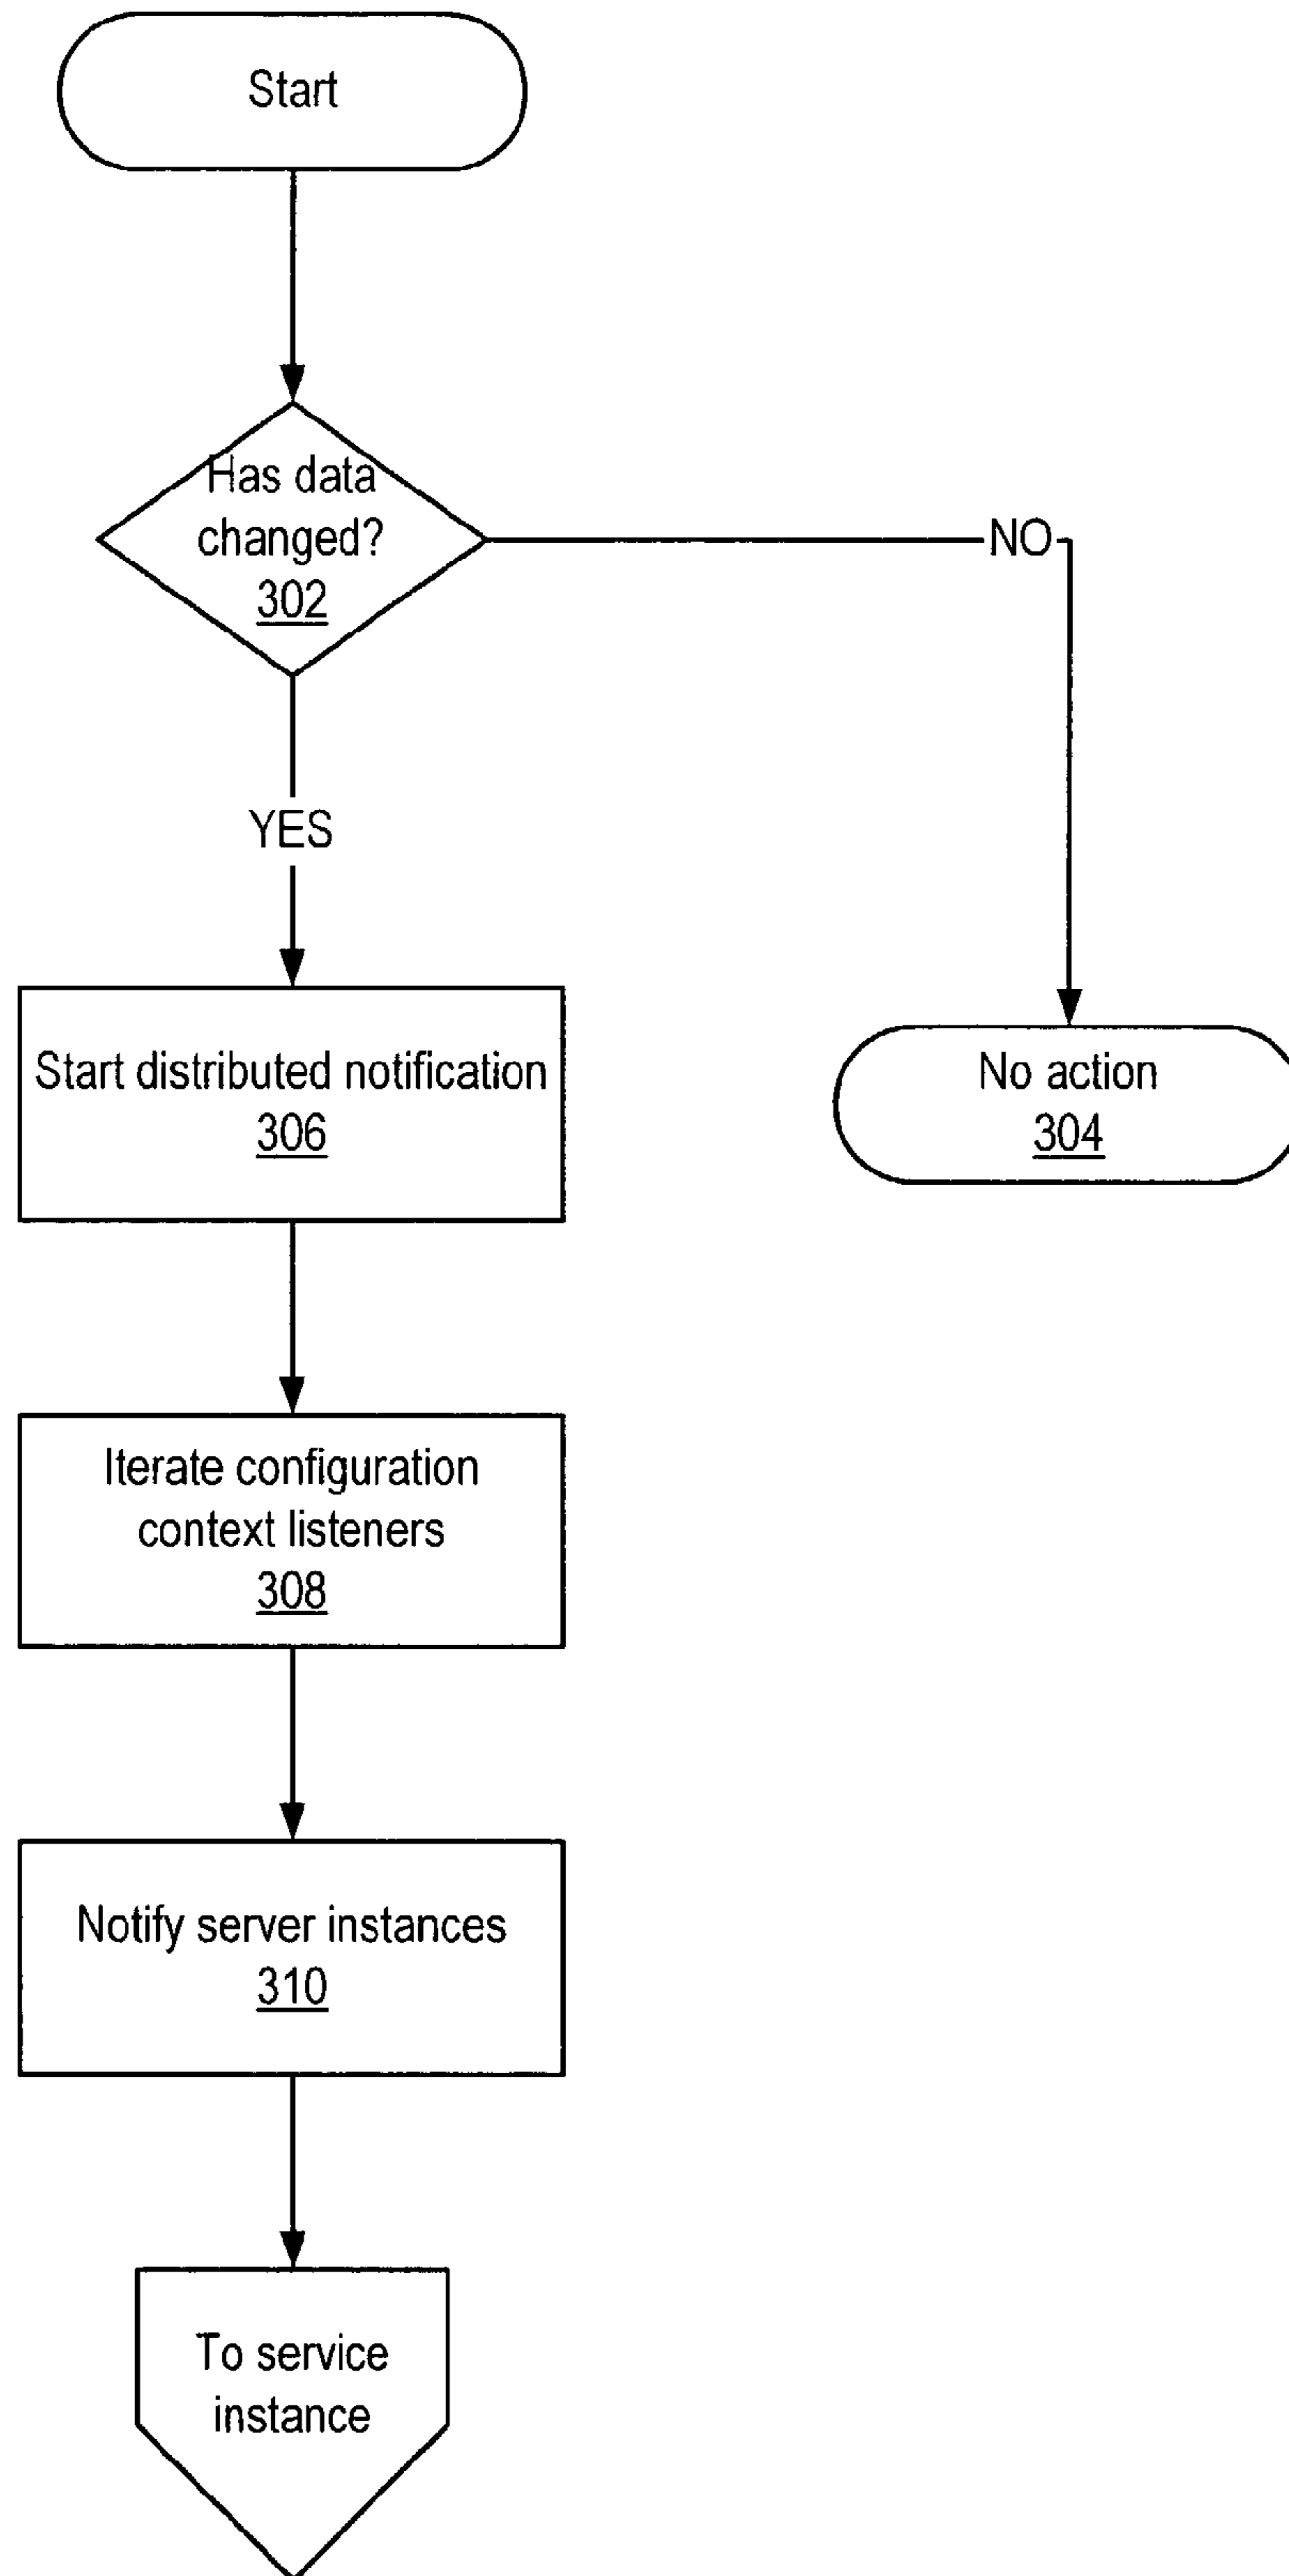 Start
Has data
changed?
302
NO
YES
Start distributed notification
306
No action
304
Iterate configuration
context listeners
308
Notify server instances
310
To service
instance